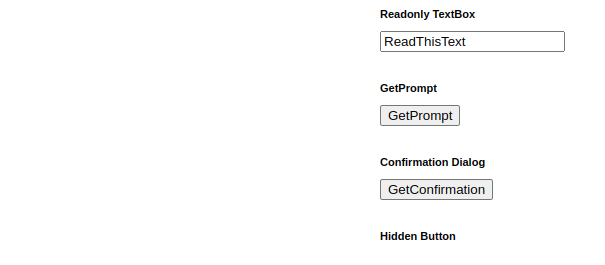 Readonly TextBox
ReadThisText
GetPrompt
GetPrompt
Confirmation Dialog
GetConfirmation
Hidden Button